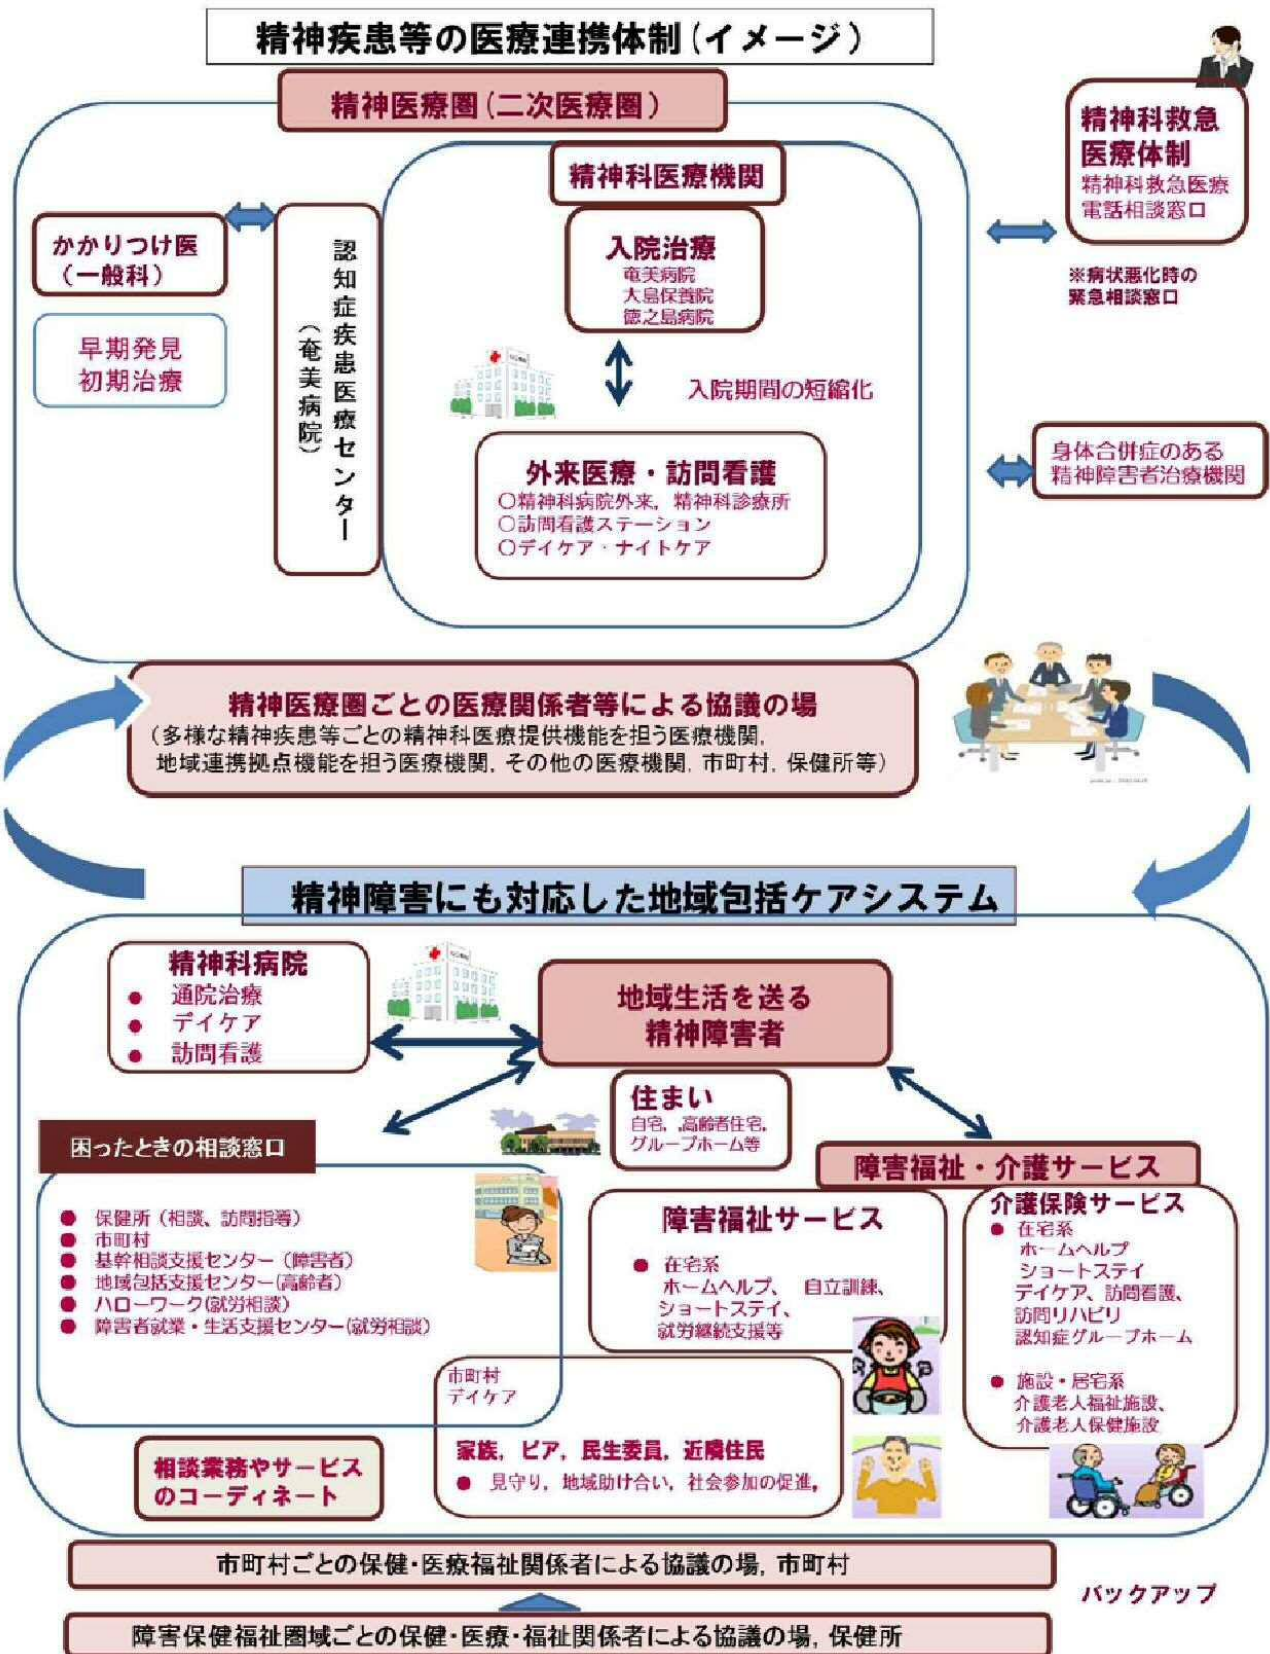 精神疾患等の医療連携体制(イメージ)
精神医療圏(二次医療圏)
精神科医療機関
かかりつけ医
(一般科)
早期発見
初期治療
認知症疾患医療センター
(奄美病院)
入院治療
奄美病院
大島保養院
徳之島病院
入院期間の短縮化
外来医療・訪問看護
○精神科病院外来，精神科診療所
○訪問看護ステーション
○デイケア・ナイトケア
精神科救急
医療体制
精神科救急医療
電話相談窓口
※病状悪化時の
緊急相談窓口
身体合併症のある
精神障害者治療機関
精神医療圏ごとの医療関係者等による協議の場
(多様な精神疾患等ごとの精神科医療提供機能を担う医療機関，
地域連携拠点機能を担う医療機関，その他の医療機関，市町村，保健所等)
精神障害にも対応した地域包括ケアシステム
精神科病院
● 通院治療
● デイケア
● 訪問看護
地域生活を送る
精神障害者
住まい
自宅，高齢者住宅，
グループホーム等
困ったときの相談窓口
● 保健所（相談、訪問指導）
● 市町村
● 基幹相談支援センター（障害者）
● 地域包括支援センター(高齢者)
● ハローワーク(就労相談)
● 障害者就業・生活支援センター(就労相談)
障害福祉・介護サービス
障害福祉サービス
● 在宅系
ホームヘルプ、 自立訓練、
ショートステイ、
就労継続支援等
介護保険サービス
● 在宅系
ホームヘルプ
ショートステイ
デイケア、訪問看護、
訪問リハビリ
認知症グループホーム
● 施設・居宅系
介護老人福祉施設、
介護老人保健施設
市町村
デイケア
家族，ピア，民生委員，近隣住民
● 見守り，地域助け合い，社会参加の促進，
相談業務やサービス
のコーディネート
市町村ごとの保健・医療福祉関係者による協議の場，市町村
バックアップ
障害保健福祉圏域ごとの保健・医療・福祉関係者による協議の場，保健所